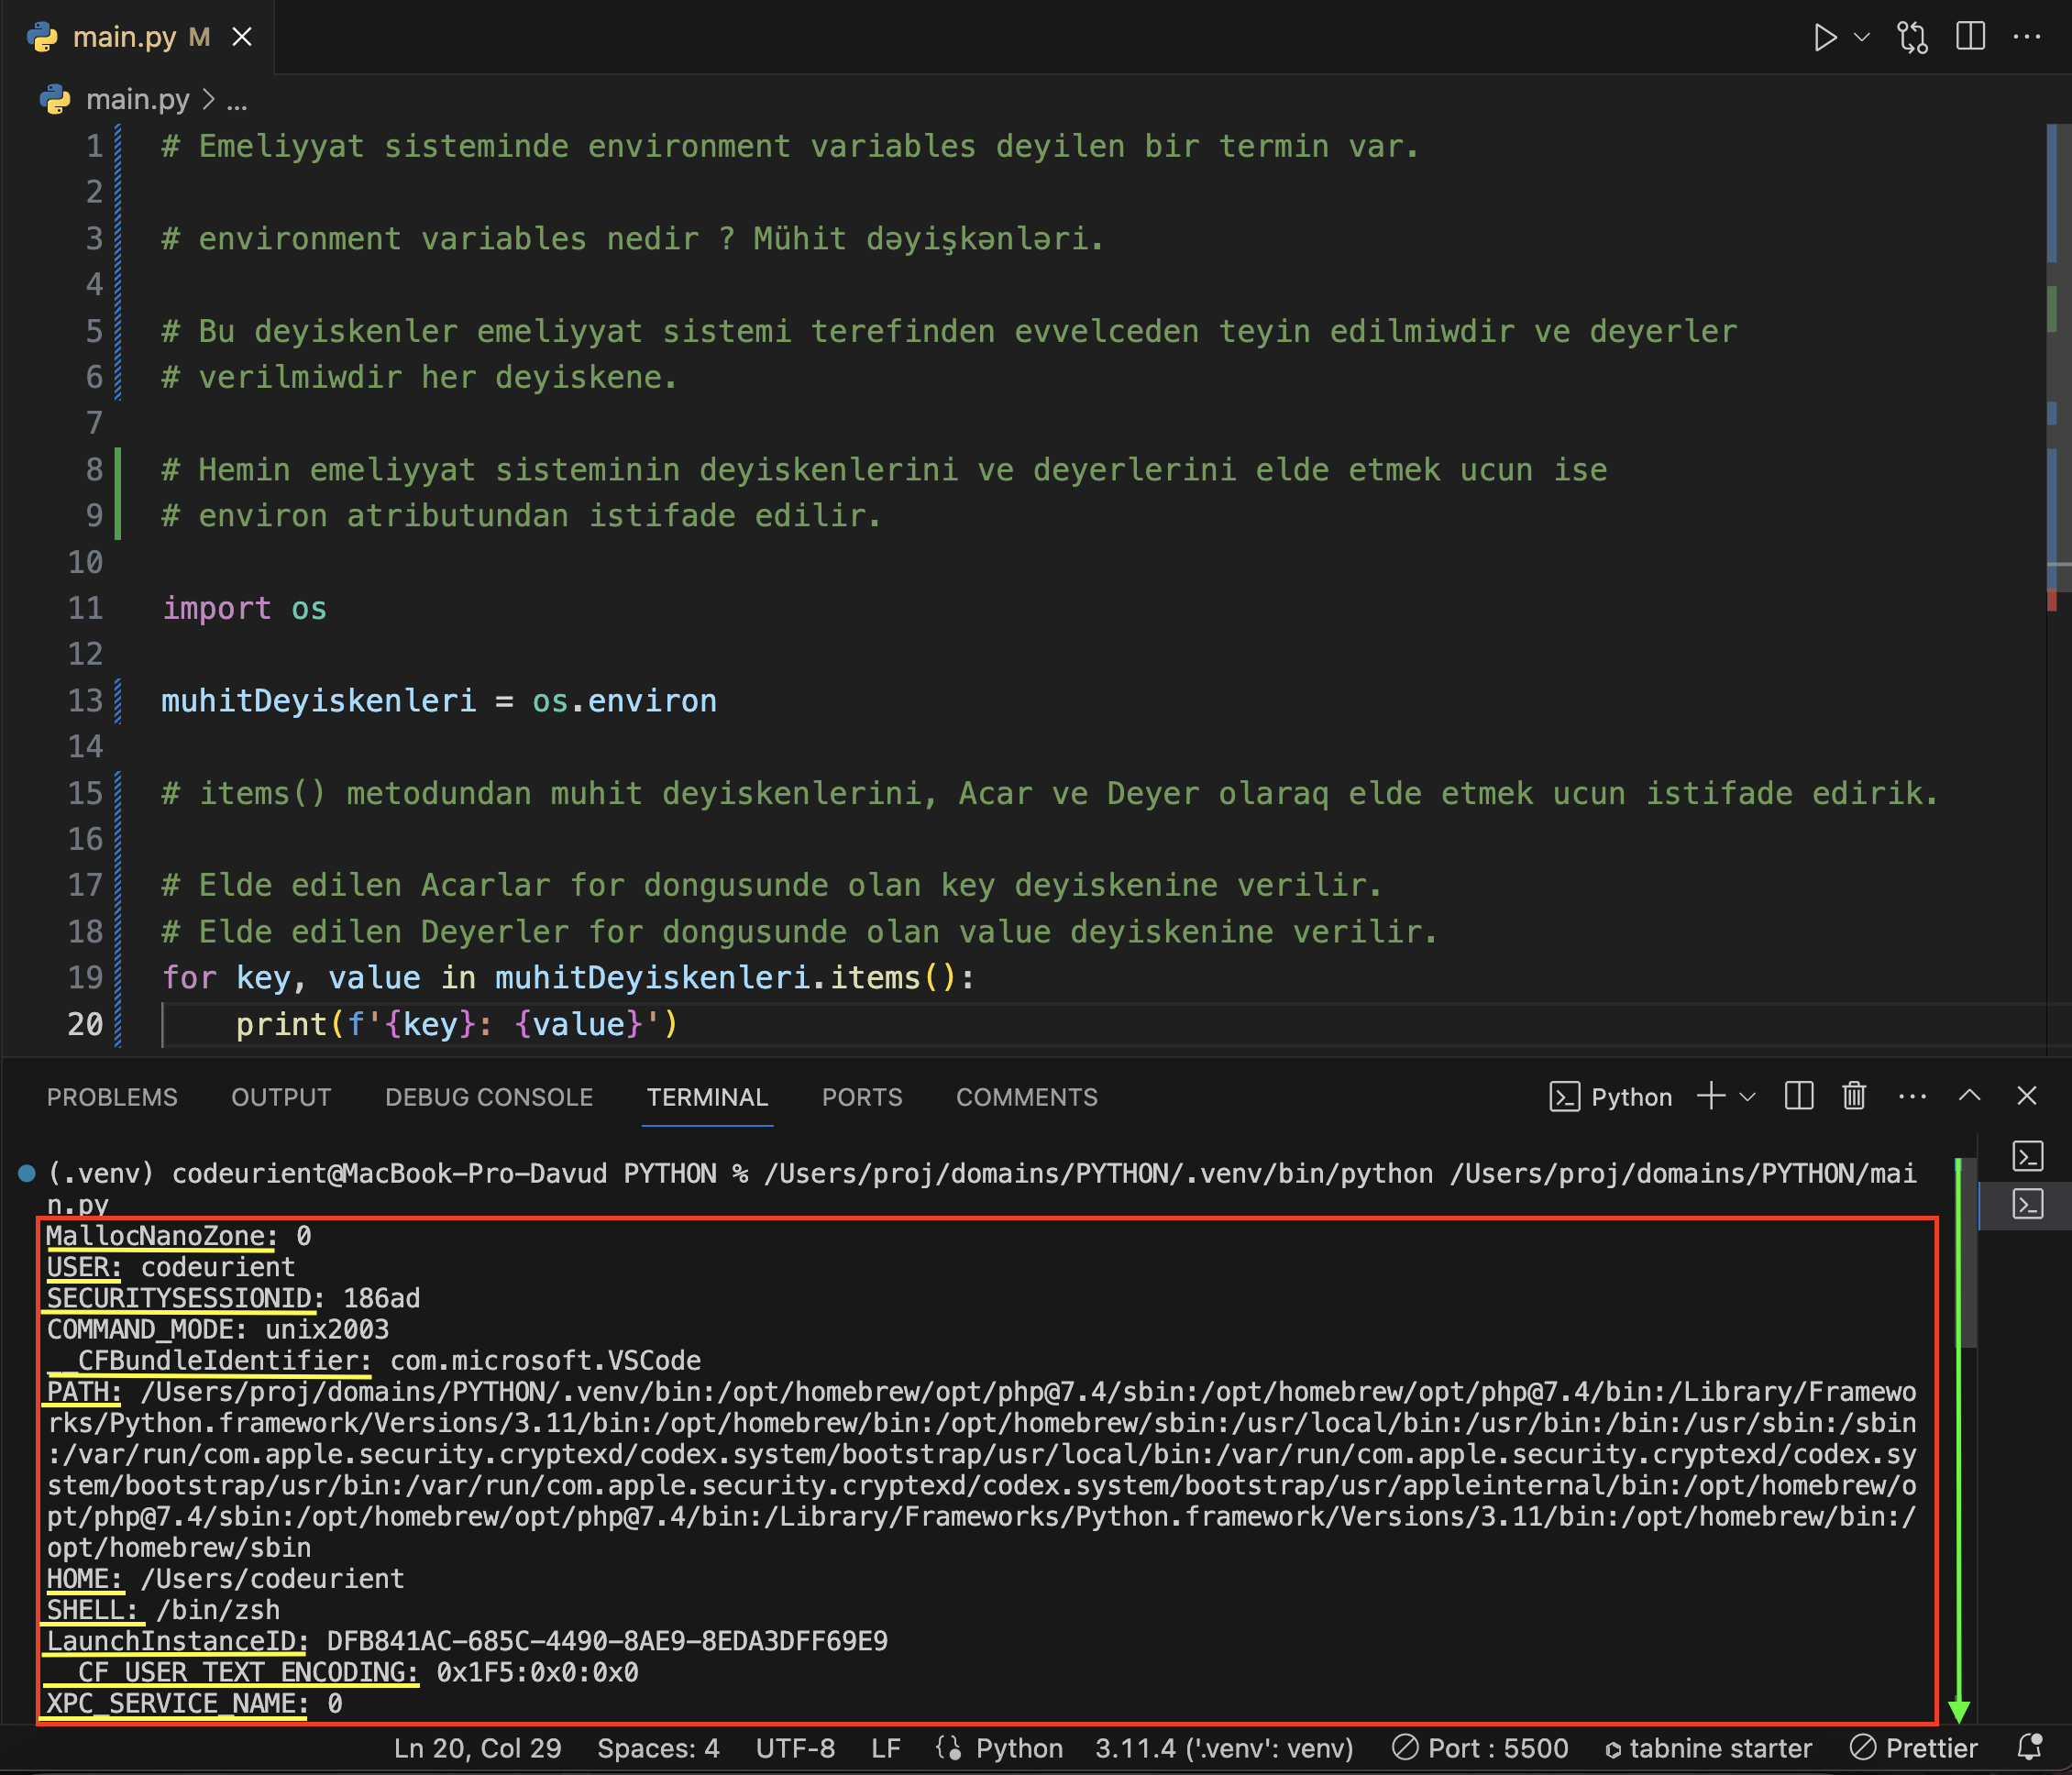 main.py M
main.py > ...
1 # Emeliyyat sisteminde environment variables deyilen bir termin var.
2
3 # environment variables nedir ? Mühit dəyişkənləri.
4
5 # Bu deyiskenler emeliyyat sistemi terefinden evvelceden teyin edilmiwdir ve deyerler
6 # verilmiwdir her deyiskene.
7
8 # Hemin emeliyyat sisteminin deyiskenlerini ve deyerlerini elde etmek ucun ise
9 # environ atributundan istifade edilir.
10
11 import os
12
13 muhitDeyiskenleri = os.environ
14
15 # items() metodundan muhit deyiskenlerini, Acar ve Deyer olaraq elde etmek ucun istifade edirik.
16
17 # Elde edilen Acarlar for dongusunde olan key deyiskenine verilir.
18 # Elde edilen Deyerler for dongusunde olan value deyiskenine verilir.
19 for key, value in muhitDeyiskenleri.items():
20 print(f'{key}: {value}')
PROBLEMS OUTPUT DEBUG CONSOLE TERMINAL PORTS COMMENTS Python
(.venv) codeurient@MacBook-Pro-Davud PYTHON % /Users/proj/domains/PYTHON/.venv/bin/python /Users/proj/domains/PYTHON/mai
n.py
MallocNanoZone: 0
USER: codeurient
SECURITYSESSIONID: 186ad
COMMAND_MODE: unix2003
__CFBundleIdentifier: com.microsoft.VSCode
PATH: /Users/proj/domains/PYTHON/.venv/bin:/opt/homebrew/opt/php@7.4/sbin:/opt/homebrew/opt/php@7.4/bin:/Library/Framewo
rks/Python.framework/Versions/3.11/bin:/opt/homebrew/bin:/opt/homebrew/sbin:/usr/local/bin:/usr/bin:/bin:/usr/sbin:/sbin
:/var/run/com.apple.security.cryptexd/codex.system/bootstrap/usr/local/bin:/var/run/com.apple.security.cryptexd/codex.sy
stem/bootstrap/usr/bin:/var/run/com.apple.security.cryptexd/codex.system/bootstrap/usr/appleinternal/bin:/opt/homebrew/o
pt/php@7.4/sbin:/opt/homebrew/opt/php@7.4/bin:/Library/Frameworks/Python.framework/Versions/3.11/bin:/opt/homebrew/bin:/
opt/homebrew/sbin
HOME: /Users/codeurient
SHELL: /bin/zsh
LaunchInstanceID: DFB841AC-685C-4490-8AE9-8EDA3DFF69E9
__CF_USER_TEXT_ENCODING: 0x1F5:0x0:0x0
XPC_SERVICE_NAME: 0
Ln 20, Col 29 Spaces: 4 UTF-8 LF Python 3.11.4 ('.venv': venv) Port : 5500 tabnine starter Prettier